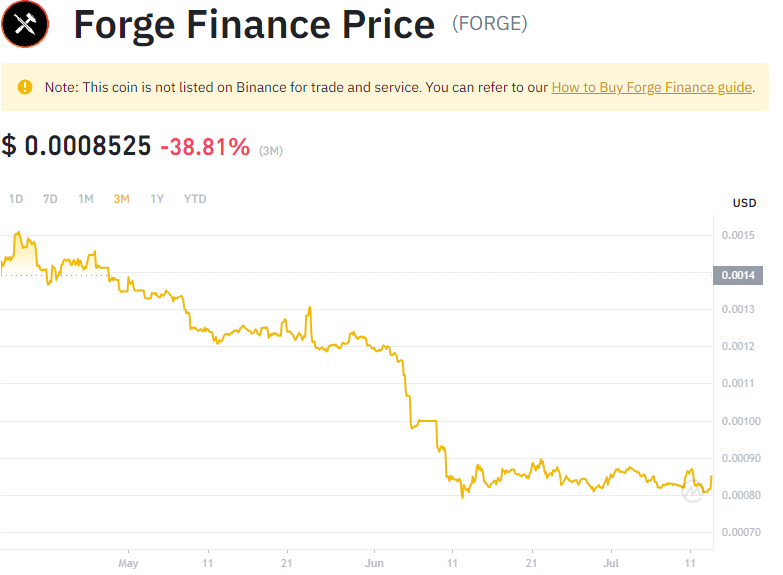 Forge Finance Price (FORGE)
Note: This coin is not listed on Binance for trade and service. You can refer to our How to Buy Forge Finance guide.
$ 0.0008525 -38.81% (3M)
1D 7D 1M 3M 1Y YTD
USD
0.0015
0.0014
0.0013
0.0012
0.0011
0.00100
0.00090
0.00080
0.00070
May 11 21 Jun 11 21 Jul 11